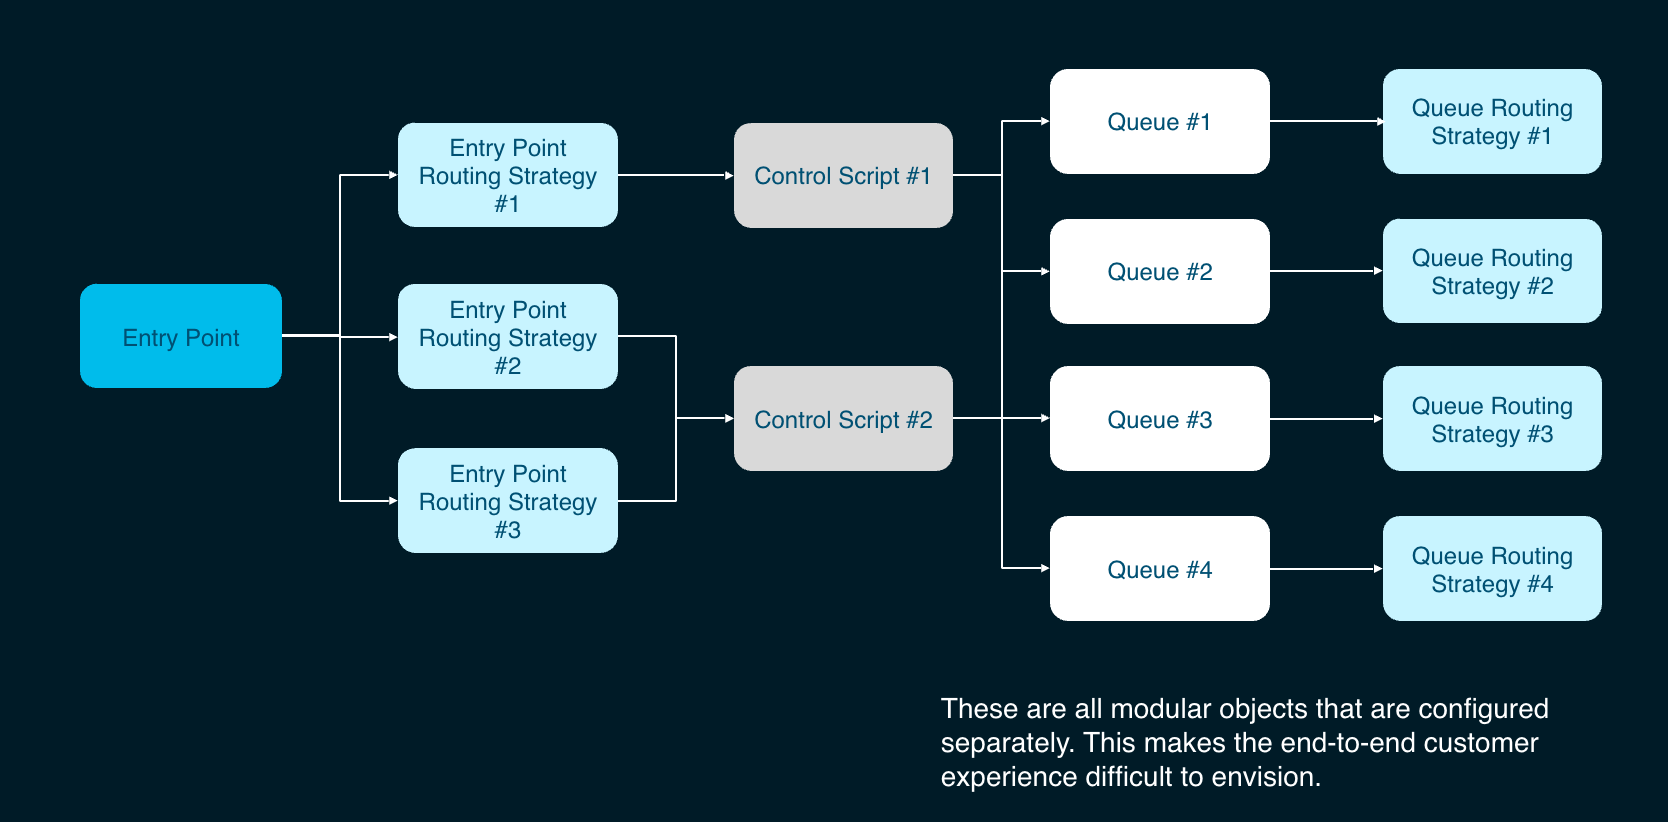 Entry Point
Entry Point
Routing Strategy
#1
Entry Point
Routing Strategy
#2
Entry Point
Routing Strategy
#3
Control Script #1
Control Script #2
Queue #1
Queue #2
Queue #3
Queue #4
Queue Routing
Strategy #1
Queue Routing
Strategy #2
Queue Routing
Strategy #3
Queue Routing
Strategy #4
These are all modular objects that are configured
separately. This makes the end-to-end customer
experience difficult to envision.